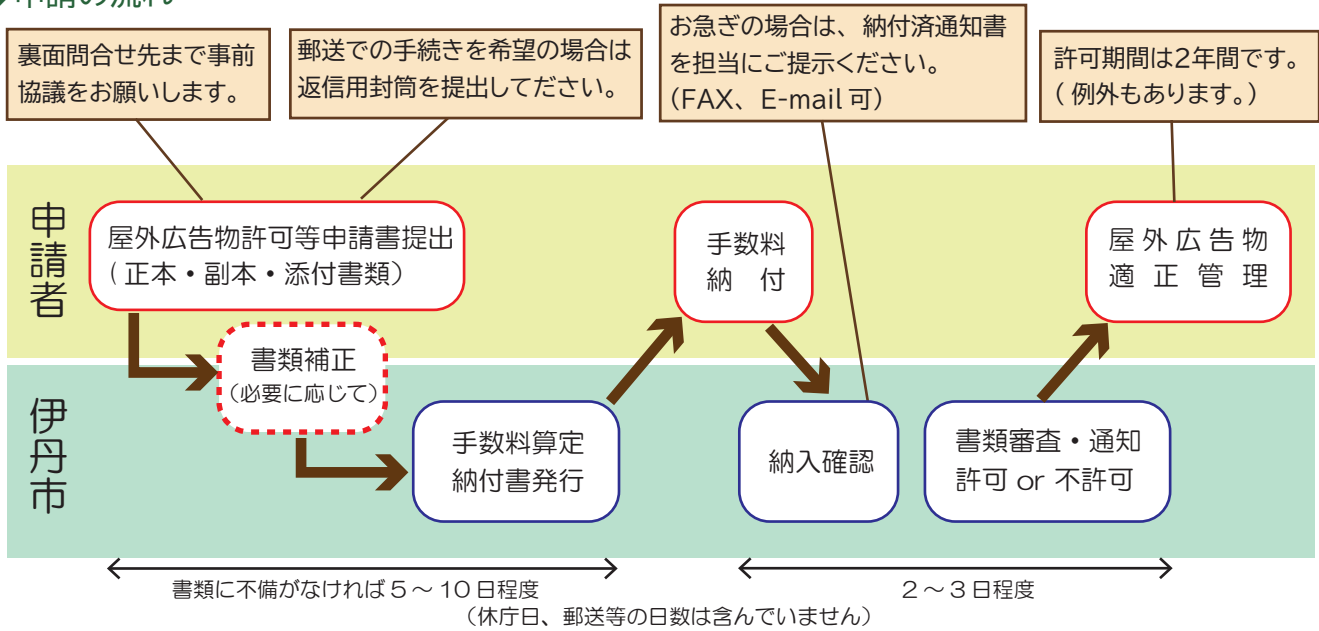 申請の流れ
裏面問合せ先まで事前
協議をお願いします。
郵送での手続きを希望の場合は
返信用封筒を提出してださい。
お急ぎの場合は、納付済通知書
を担当にご提示ください。
(FAX、E-mail 可)
許可期間は2年間です。
( 例外もあります。)
申請者
屋外広告物許可等申請書提出
( 正本・副本・添付書類)
書類補正
(必要に応じて)
手数料
納　付
屋外広告物
適正管理
伊丹市
手数料算定
納付書発行
納入確認
書類審査・通知
許可 or 不許可
書類に不備がなければ5～10日程度
2～3日程度
(休庁日、郵送等の日数は含んでいません)